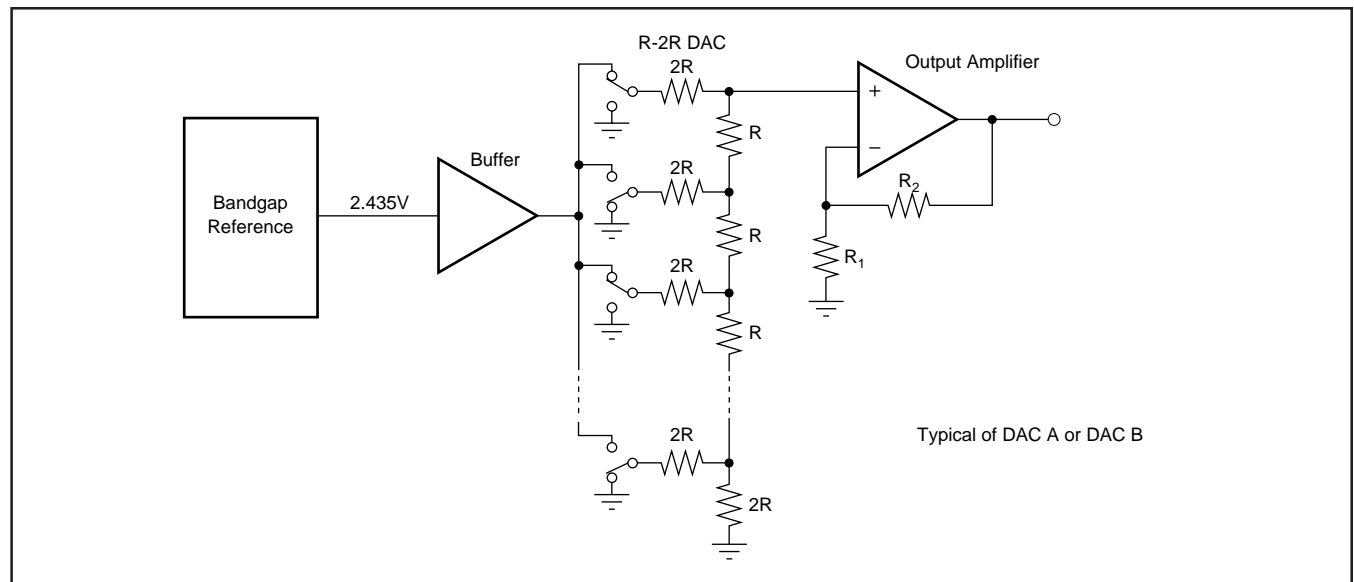 R-2R DAC
2R
Output Amplifier
+
R
–
Buffer
2R
R2
Bandgap
Reference
2.435V
R
2R
R1
R
2R
Typical of DAC A or DAC B
2R